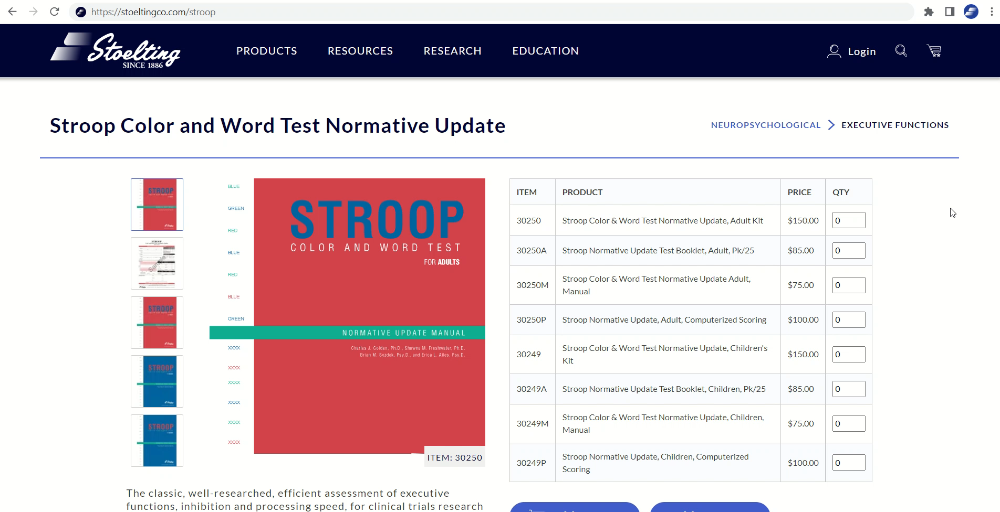 https://stoeltingco.com/stroop
Stoelting
SINCE 1886
PRODUCTS
RESOURCES
RESEARCH
EDUCATION
Login
Stroop Color and Word Test Normative Update
NEUROPSYCHOLOGICAL > EXECUTIVE FUNCTIONS
STROOP
STROOP
STROOP
STROOP
STROOP
Sample
BLUE
GREEN
RED
BLUE
RED
BLUE
GREEN
XXXX
XXXX
XXXX
XXXX
XXXX
XXXX
STROOP
COLOR AND WORD TEST
FOR ADULTS
NORMATIVE UPDATE MANUAL
Charles J. Golden, Ph.D., Shawna M. Freshwater, Ph.D.
Brian M. Syzdek, Psy.D., and Erica L. Ailes, Psy.D.
ITEM: 30250
ITEM PRODUCT PRICE QTY
30250 Stroop Color & Word Test Normative Update, Adult Kit $150.00 0
30250A Stroop Normative Update Test Booklet, Adult, Pk/25 $85.00 0
30250M Stroop Color & Word Test Normative Update Adult,
Manual $75.00 0
30250P Stroop Normative Update, Adult, Computerized Scoring $100.00 0
30249 Stroop Color & Word Test Normative Update, Children's
Kit $150.00 0
30249A Stroop Normative Update Test Booklet, Children, Pk/25 $85.00 0
30249M Stroop Color & Word Test Normative Update, Children,
Manual $75.00 0
30249P Stroop Normative Update, Children, Computerized
Scoring $100.00 0
The classic, well-researched, efficient assessment of executive
functions, inhibition and processing speed, for clinical trials research